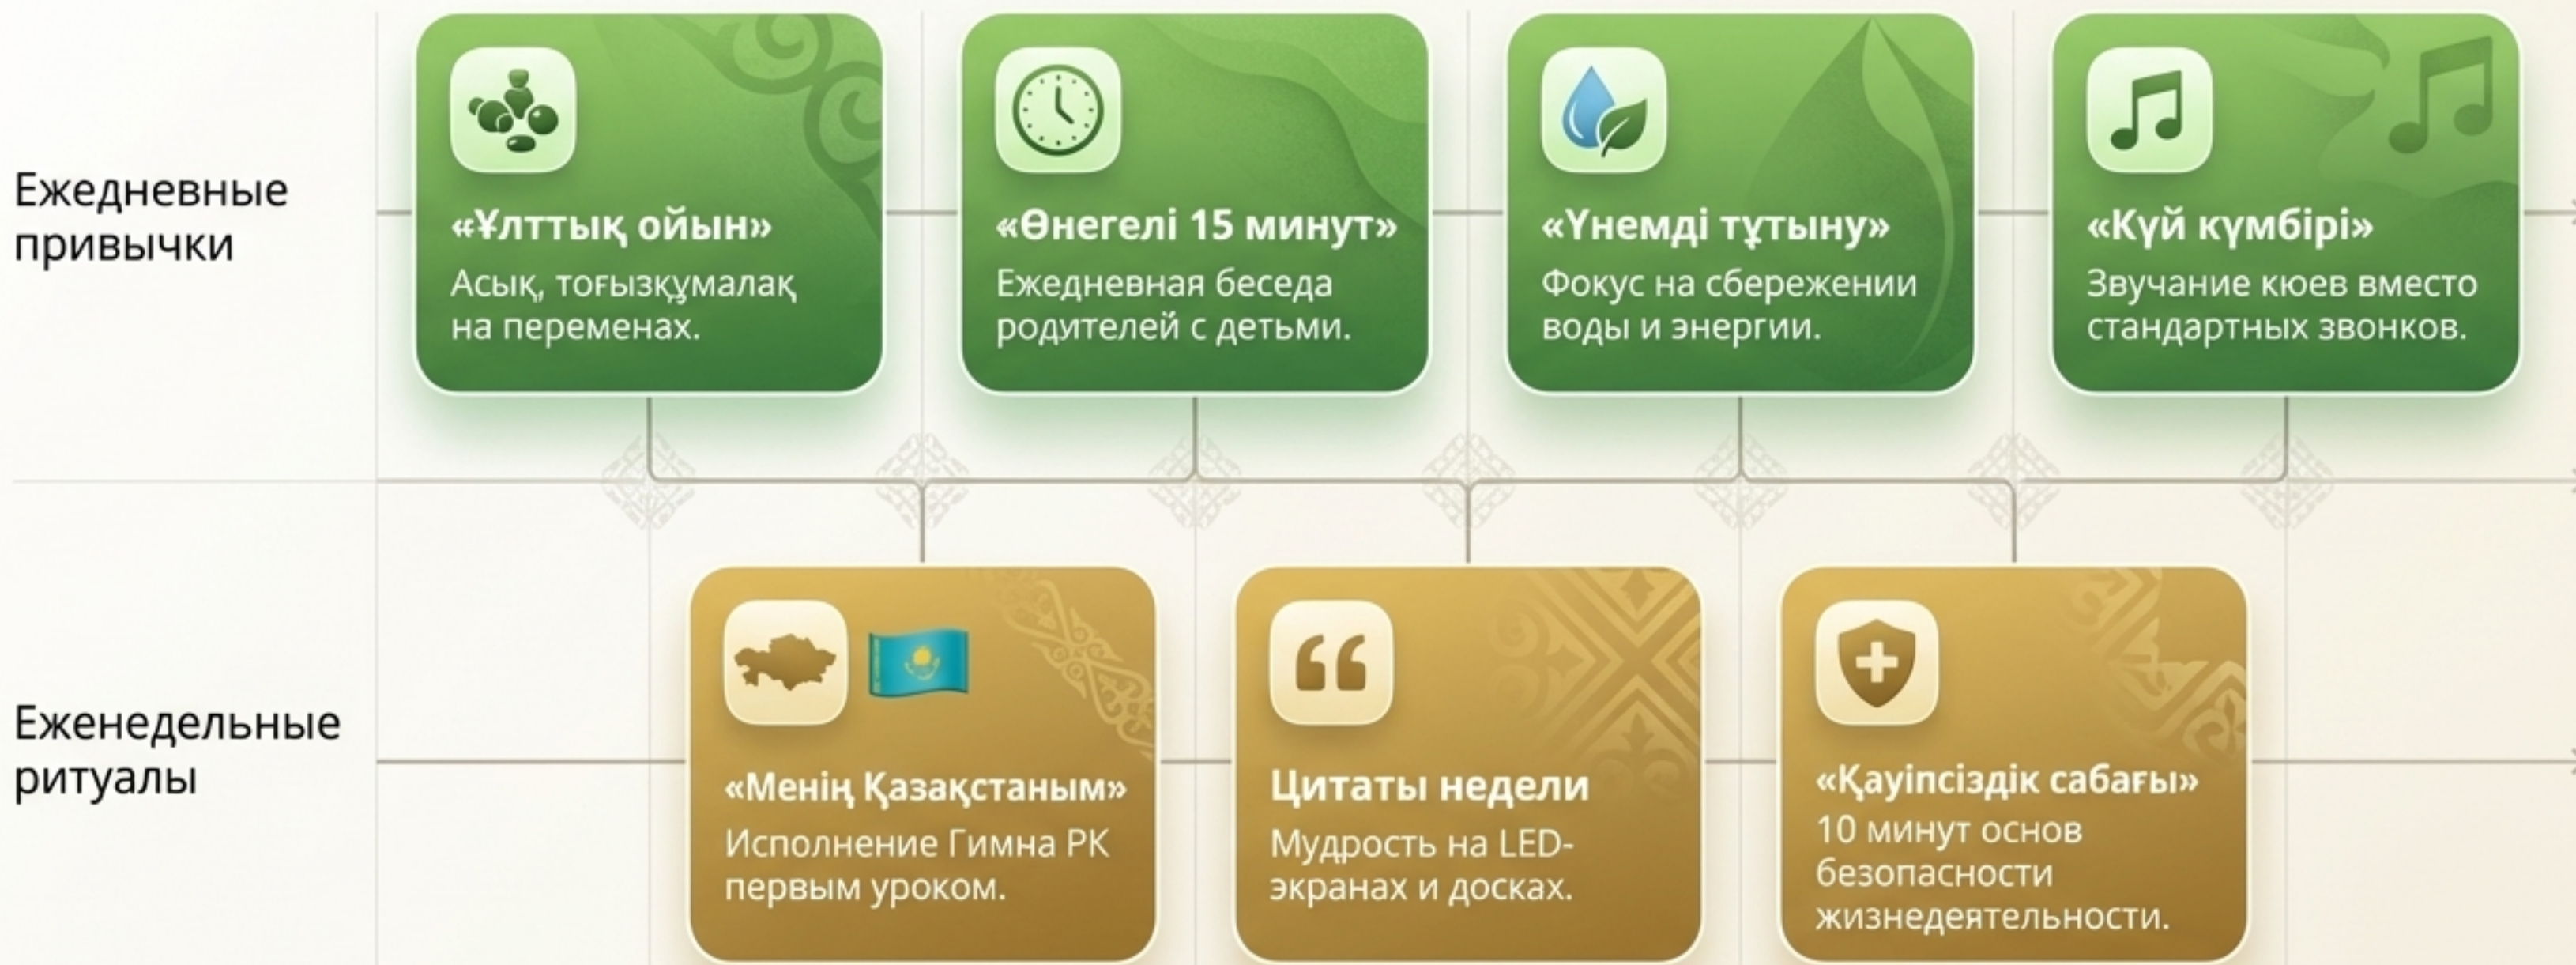 Ежедневные
привычки
«Ұлттық ойын»
Асық, тоғызқұмалақ
на переменах.
«Өнегелі 15 минут»
Ежедневная беседа
родителей с детьми.
«Үнемді тұтыну»
Фокус на сбережении
воды и энергии.
«Күй күмбірі»
Звучание кюев вместо
стандартных звонков.
Еженедельные
ритуалы
«Менің Қазақстаным»
Исполнение Гимна РК
первым уроком.
Цитаты недели
Мудрость на LED-
экранах и досках.
«Қауіпсіздік сабағы»
10 минут основ
безопасности
жизнедеятельности.